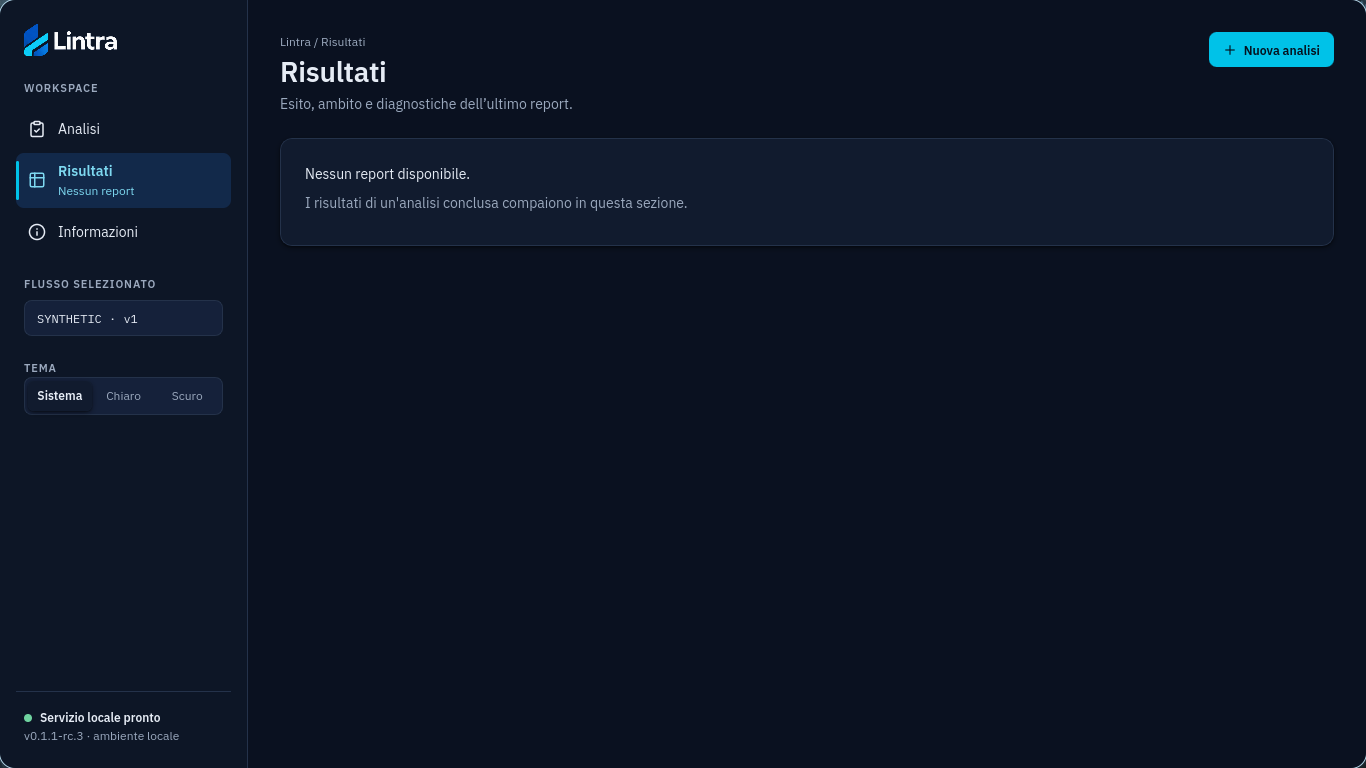 Lintra
WORKSPACE
Analisi
Risultati
Nessun report
Informazioni
FLUSSO SELEZIONATO
SYNTHETIC · v1
TEMA
Sistema Chiaro Scuro
Servizio locale pronto
v0.1.1-rc.3 · ambiente locale
Lintra / Risultati
Risultati
Esito, ambito e diagnostiche dell’ultimo report.
+ Nuova analisi
Nessun report disponibile.
I risultati di un'analisi conclusa compaiono in questa sezione.